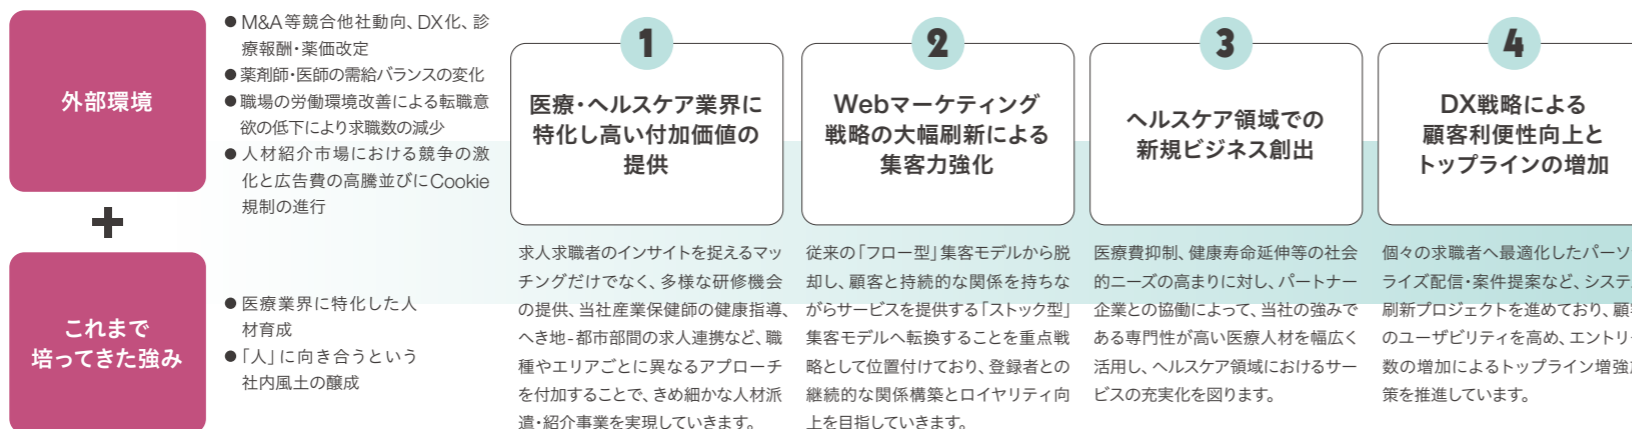 外部環境
● M&A等競合他社動向、DX化、診
療報酬・薬価改定
● 薬剤師・医師の需給バランスの変化
● 職場の労働環境改善による転職意
欲の低下により求職数の減少
● 人材紹介市場における競争の激
化と広告費の高騰並びにCookie
規制の進行
+
これまで
培ってきた強み
● 医療業界に特化した人
材育成
● 「人」に向き合うという
社内風土の醸成
1
医療・ヘルスケア業界に
特化し高い付加価値の
提供
求人求職者のインサイトを捉えるマッ
チングだけでなく、多様な研修機会
の提供、当社産業保健師の健康指導、
へき地-都市部間の求人連携など、職
種やエリアごとに異なるアプローチ
を付加することで、きめ細かな人材派
遣・紹介事業を実現していきます。
2
Webマーケティング
戦略の大幅刷新による
集客力強化
従来の「フロー型」集客モデルから脱
却し、顧客と持続的な関係を持ちな
がらサービスを提供する「ストック型」
集客モデルへ転換することを重点戦
略として位置付けており、登録者との
継続的な関係構築とロイヤリティ向
上を目指していきます。
3
ヘルスケア領域での
新規ビジネス創出
医療費抑制、健康寿命延伸等の社会
的ニーズの高まりに対し、パートナー
企業との協働によって、当社の強みで
ある専門性が高い医療人材を幅広く
活用し、ヘルスケア領域におけるサー
ビスの充実化を図ります。
4
DX戦略による
顧客利便性向上と
トップラインの増加
個々の求職者へ最適化したパーソ
ライズ配信・案件提案など、システ
刷新プロジェクトを進めており、顧
のユーザビリティを高め、エントリ
数の増加によるトップライン増強
策を推進しています。